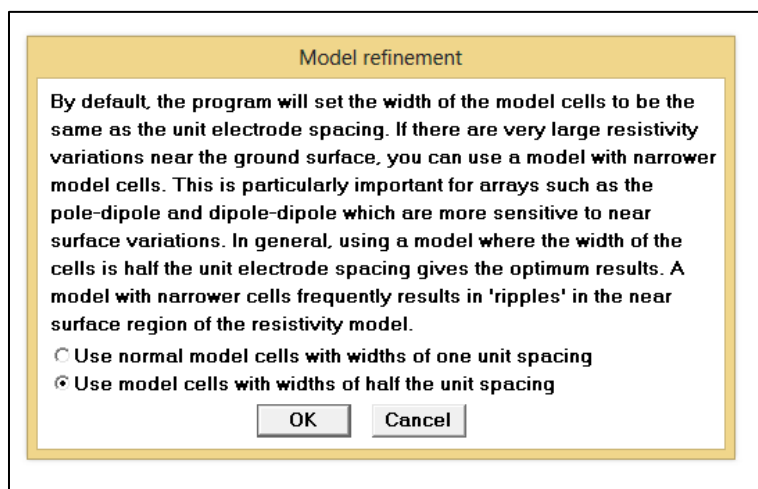 Model refinement
By default, the program will set the width of the model cells to be the
same as the unit electrode spacing. If there are very large resistivity
variations near the ground surface, you can use a model with narrower
model cells. This is particularly important for arrays such as the
pole-dipole and dipole-dipole which are more sensitive to near
surface variations. In general, using a model where the width of the
cells is half the unit electrode spacing gives the optimum results. A
model with narrower cells frequently results in 'ripples' in the near
surface region of the resistivity model.
Use normal model cells with widths of one unit spacing
Use model cells with widths of half the unit spacing
OK Cancel